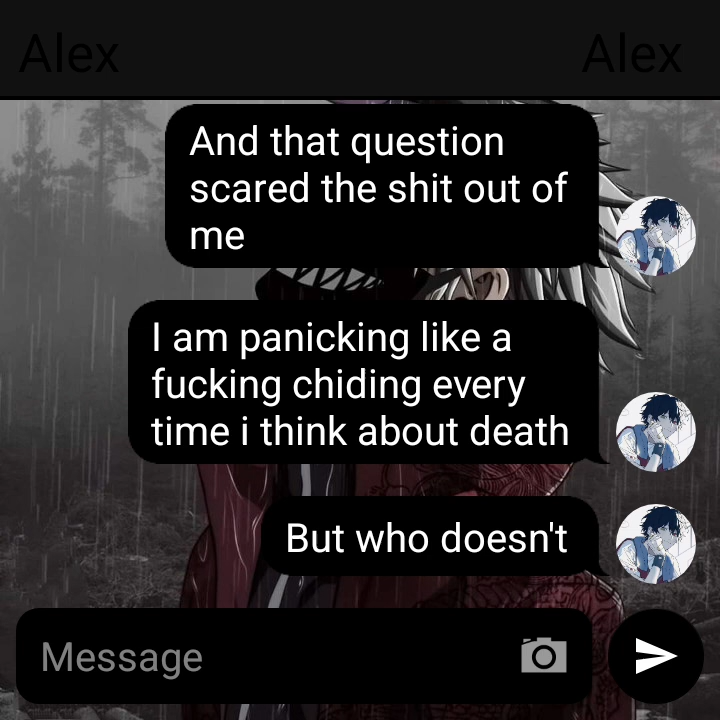 Alex Alex
And that question
scared the shit out of
me
I am panicking like a
fucking chiding every
time i think about death
But who doesn't
Message